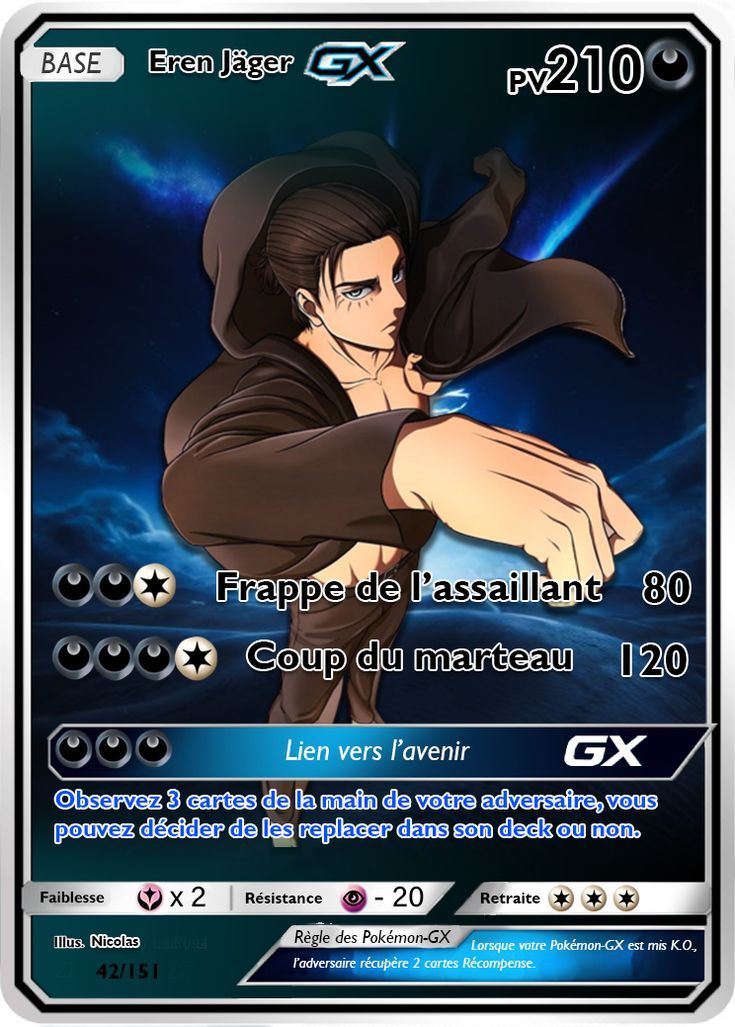 BASE Eren Jäger GX PV210
Frappe de l'assaillant 80
Coup du marteau 120
Lien vers l'avenir GX
Observez 3 cartes de la main de votre adversaire, vous
pouvez décider de les replacer dans son deck ou non.
Faiblesse x 2 Résistance - 20 Retraite
Illus. Nicolas
42/151
Règle des Pokémon-GX Lorsque votre Pokémon-GX est mis K.O.,
l'adversaire récupère 2 cartes Récompense.